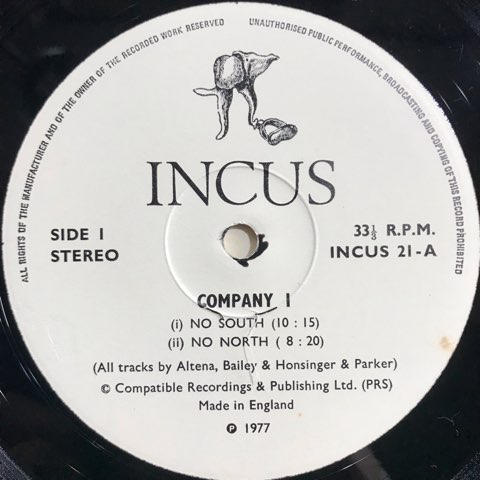 ALL RIGHTS OF THE MANUFACTURER AND OF THE OWNER OF THE RECORDED WORK RESERVED
UNAUTHORISED PUBLIC PERFORMANCE, BROADCASTING AND COPYING OF THIS RECORD PROHIBITED
INCUS
SIDE I
STEREO
33⅓ R.P.M.
INCUS 21-A
COMPANY 1
(i) NO SOUTH (10 : 15)
(ii) NO NORTH ( 8 : 20)
(All tracks by Altena, Bailey & Honsinger & Parker)
© Compatible Recordings & Publishing Ltd. (PRS)
Made in England
℗ 1977